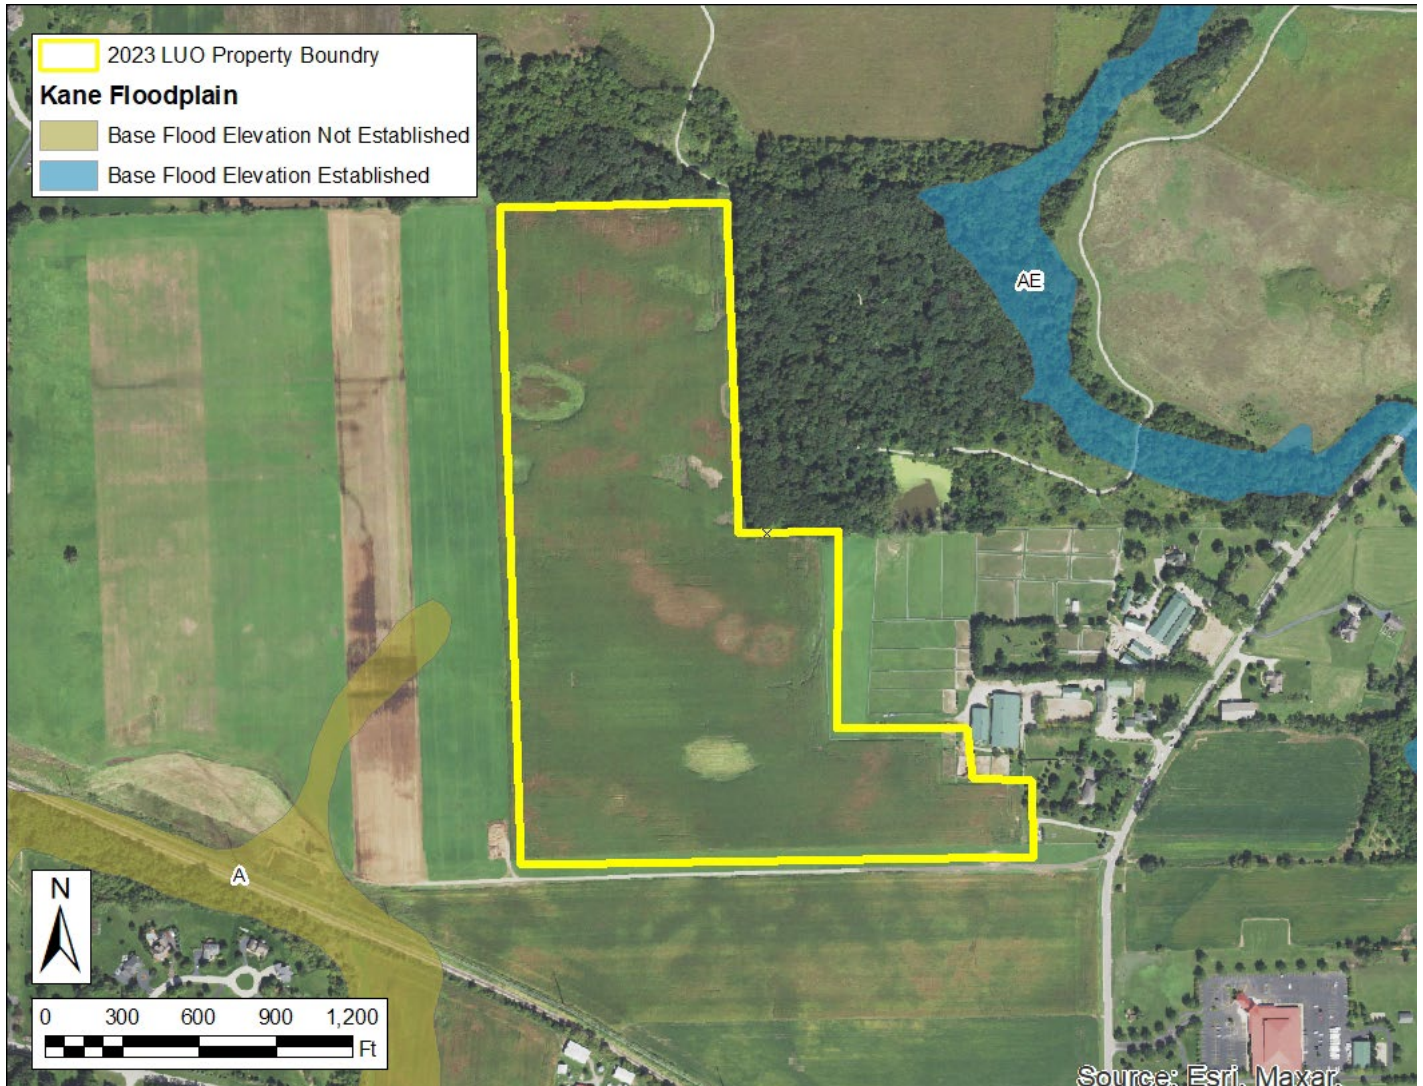 2023 LUO Property Boundry
Kane Floodplain
Base Flood Elevation Not Established
Base Flood Elevation Established
AE
A
N
0 300 600 900 1,200
Ft
Source: Esri, Maxar,